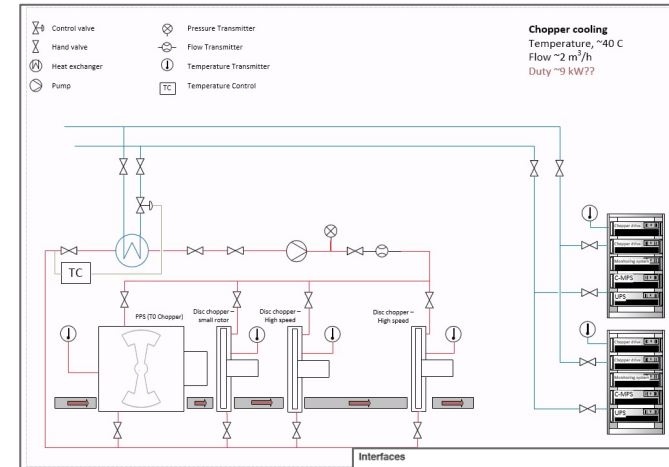 Control valve
Hand valve
Heat exchanger
Pump
Pressure Transmitter
Flow Transmitter
Temperature Transmitter
TC Temperature Control
Chopper cooling
Temperature, ~40 C
Flow ~2 m³/h
Duty ~9 kW??
TC
PPS (T0 Chopper)
Disc chopper –
small rotor
Disc chopper –
High speed
Disc chopper –
High speed
Chopper drive
Chopper drive
Monitoring system
C-MPS
UPS
Chopper drive
Chopper drive
Monitoring system
C-MPS
UPS
Interfaces